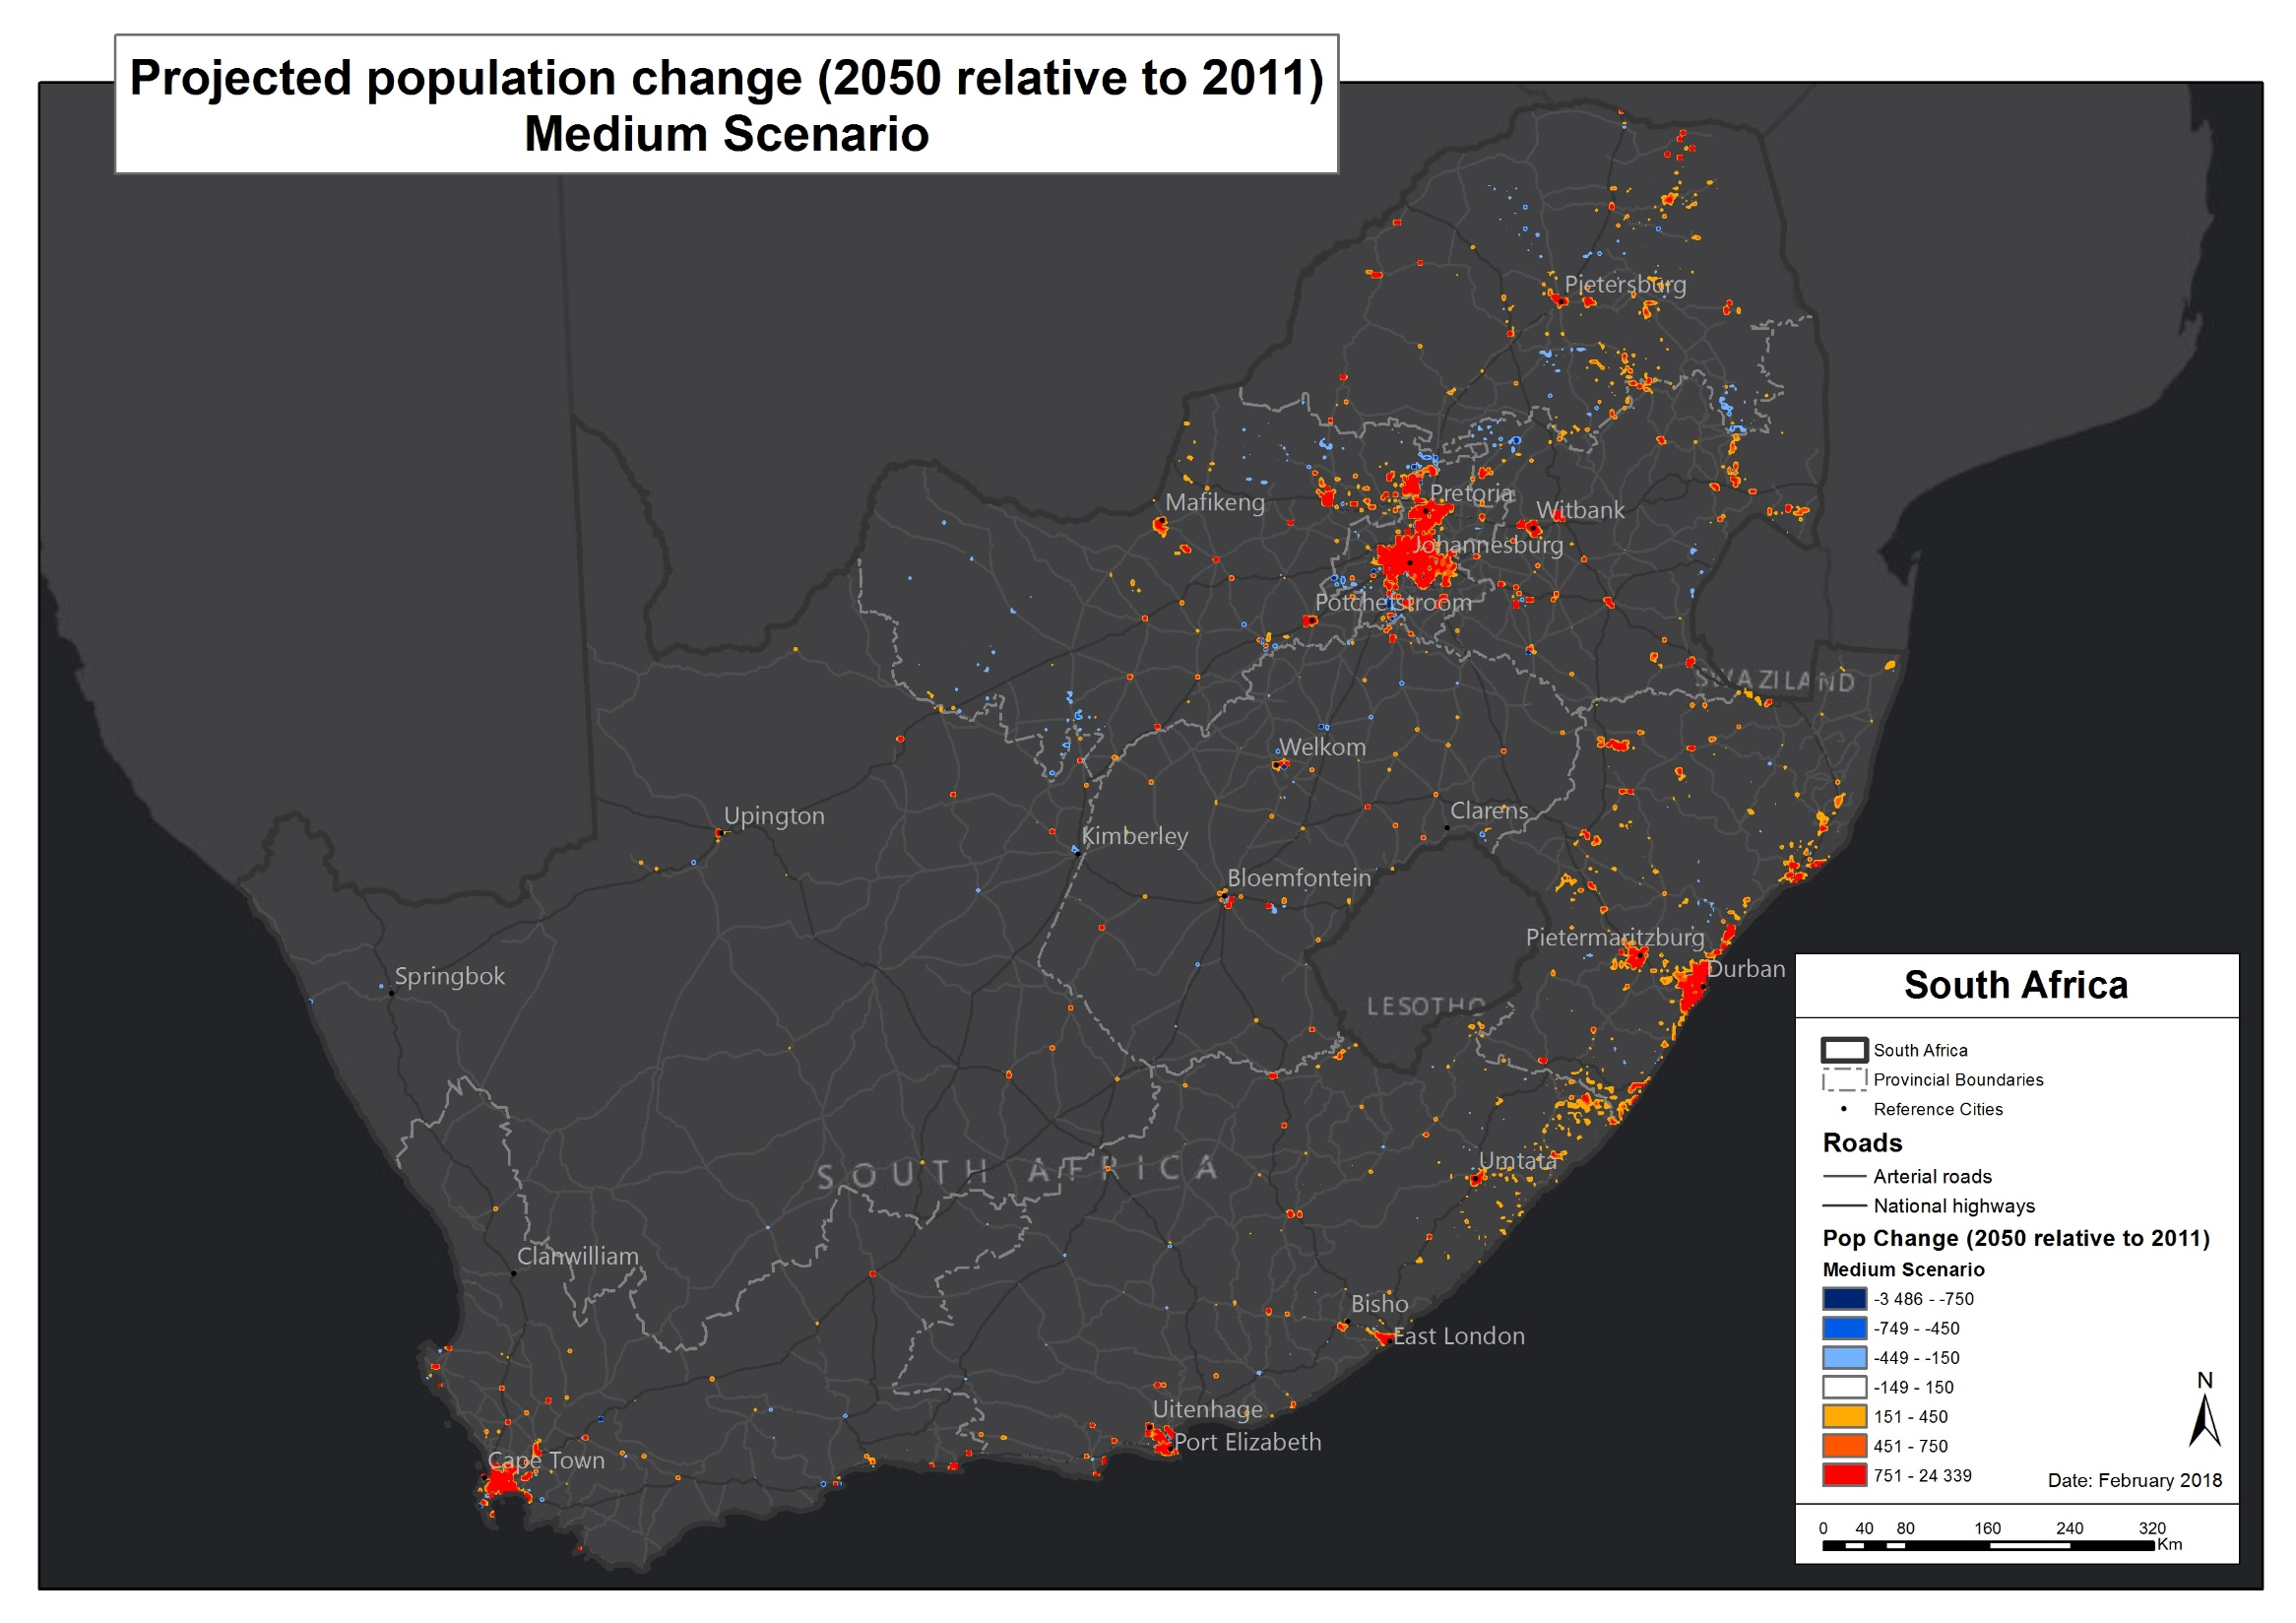 Projected population change (2050 relative to 2011)
Medium Scenario
Pietersburg
Mafikeng
Pretoria
Witbank
Johannesburg
Potchefstroom
SWAZILAND
Welkom
Upington
Clarens
Kimberley
Bloemfontein
Pietermaritzburg
Durban
Springbok
LESOTHO
Umtata
SOUTH AFRICA
Clanwilliam
Bisho
East London
Uitenhage
Port Elizabeth
Cape Town
South Africa
South Africa
Provincial Boundaries
Reference Cities
Roads
Arterial roads
National highways
Pop Change (2050 relative to 2011)
Medium Scenario
-3 486 - -750
-749 - -450
-449 - -150
-149 - 150
151 - 450
451 - 750
751 - 24 339
N
Date: February 2018
0 40 80 160 240 320
Km